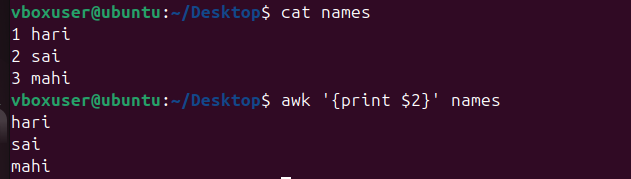 vboxuser@ubuntu:~/Desktop$ cat names
1 hari
2 sai
3 mahi
vboxuser@ubuntu:~/Desktop$ awk '{print $2}' names
hari
sai
mahi